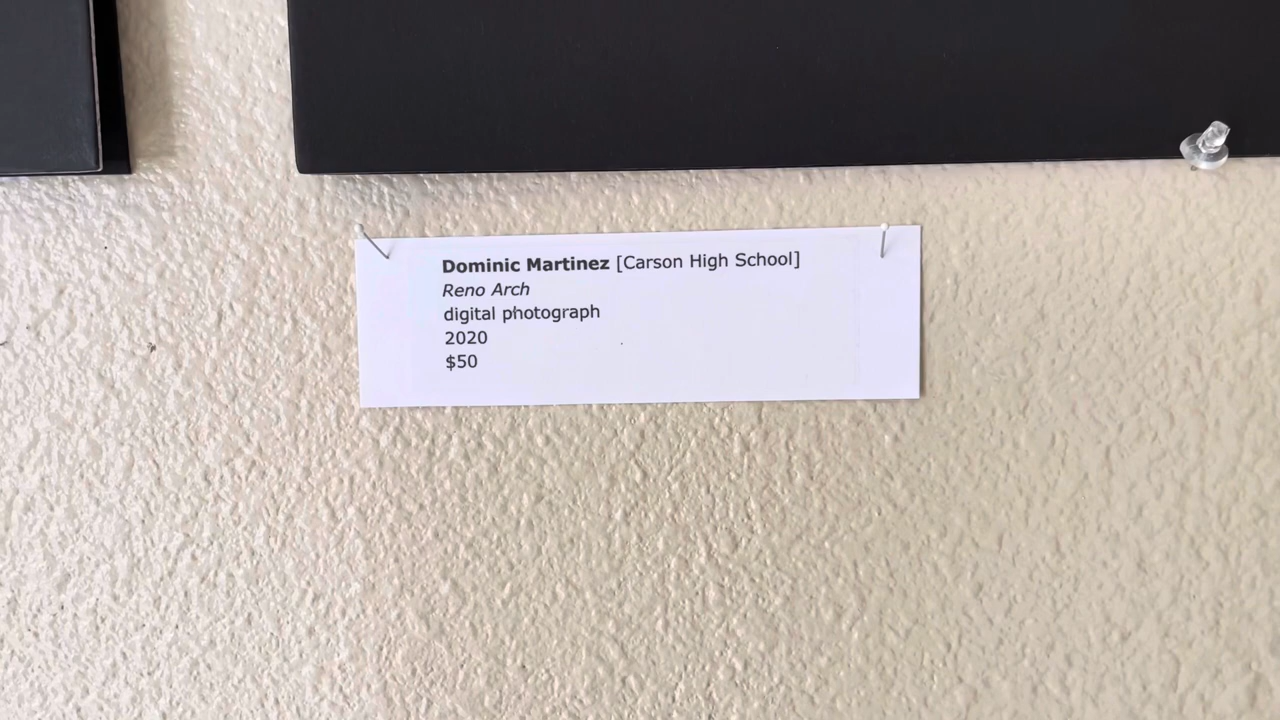 Dominic Martinez [Carson High School]
Reno Arch
digital photograph
2020
$50